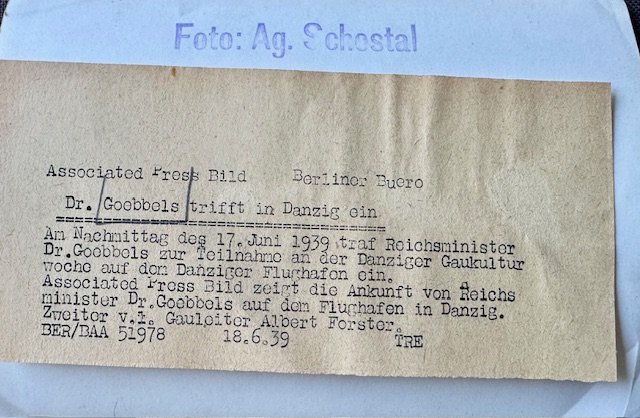 Foto: Ag. Schostal
Associated Press Bild Berliner Buero
Dr. Goebbels trifft in Danzig ein
Am Nachmittag des 17. Juni 1939 traf Reichsminister
Dr.Goebbels zur Teilnahme an der Danziger Gaukultur
woche auf dem Danziger Flughafen ein.
Associated Press Bild zeigt die Ankunft von Reichs
minister Dr.Goebbels auf dem Flughafen in Danzig.
Zweiter v.l. Gauleiter Albert Forster.
BER/BAA 51978 18.6.39 TRE